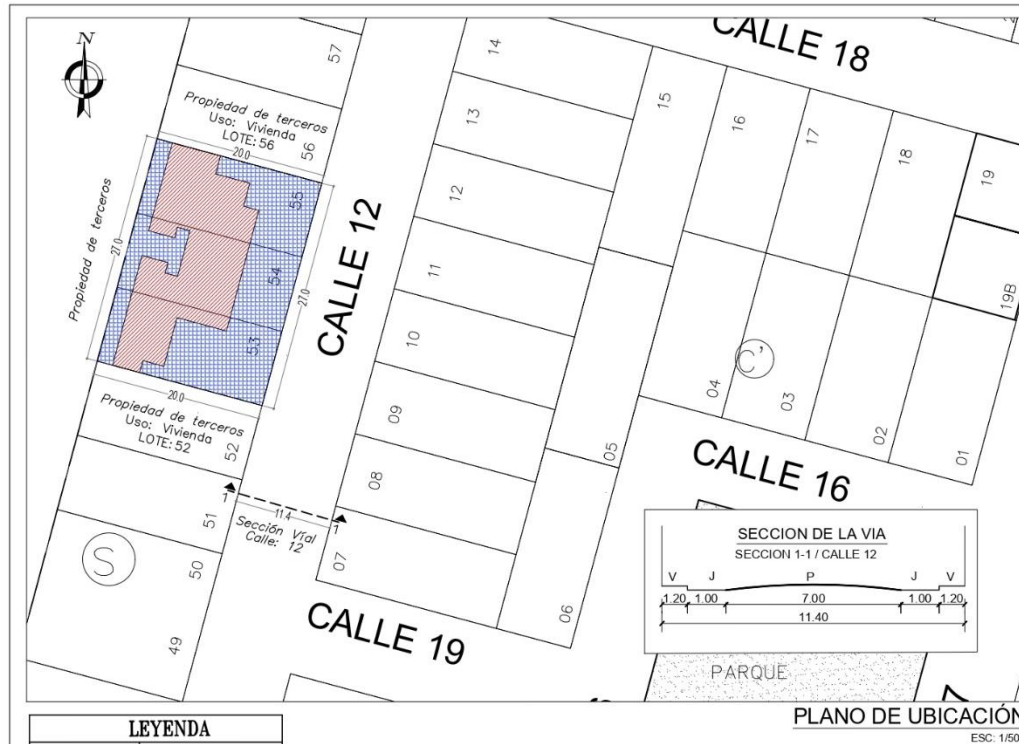 CALLE 18
N
57
14
Propiedad de terceros
Uso: Vivienda
LOTE: 56
56
20.0
15
13
16
17
18
19
Propiedad de terceros
27.0
55
CALLE 12
12
54
27.0
11
19B
53
10
C'
04
03
20.0
Propiedad de terceros
Uso: Vivienda
LOTE: 52
52
09
05
02
01
CALLE 16
08
51
1
11.4
1
Sección Víal
Calle: 12
SECCION DE LA VIA
SECCION 1-1 / CALLE 12
V J P J V
1.20 1.00 7.00 1.00 1.20
11.40
S
50
07
06
CALLE 19
49
PARQUE
7
LEYENDA
PLANO DE UBICACIÓN
ESC: 1/50